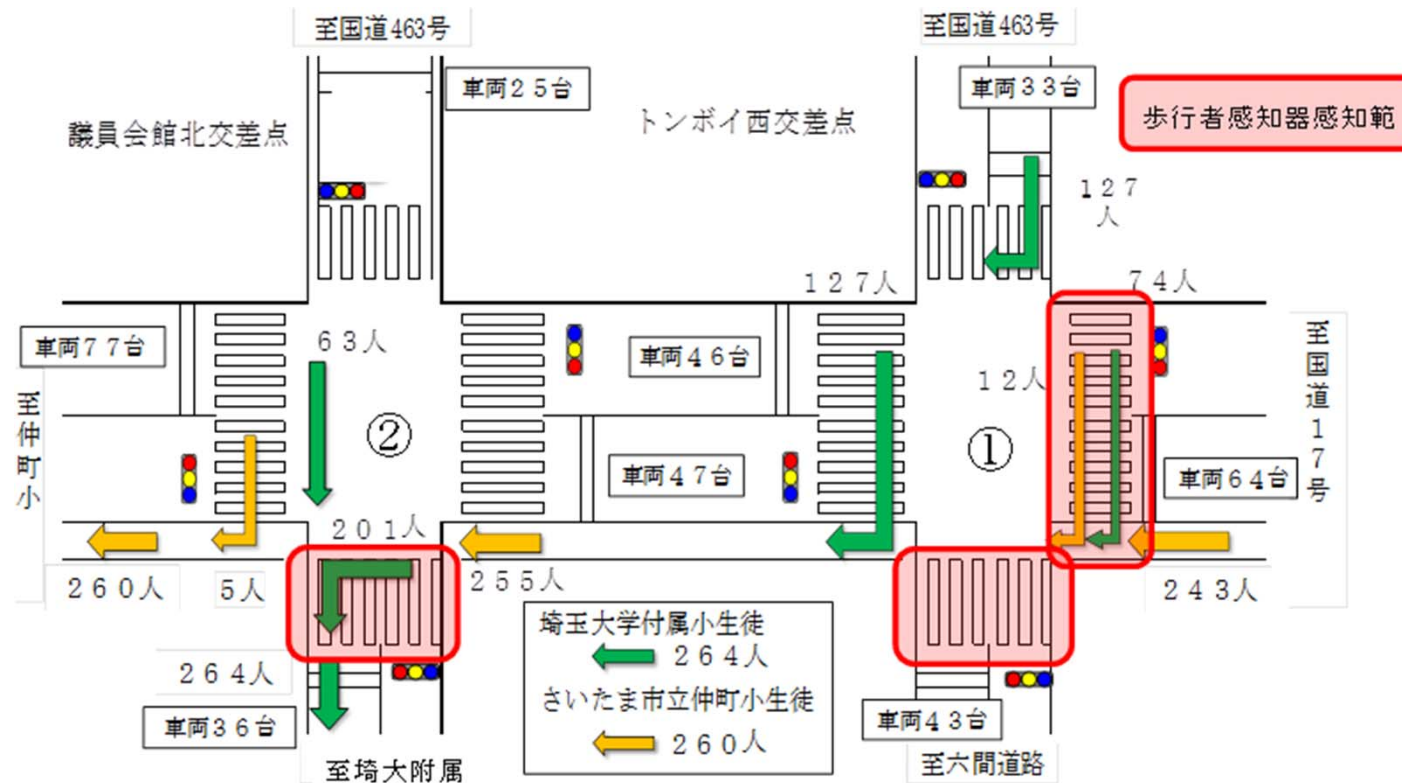 至国道463号
至国道463号
車両25台
車両33台
歩行者感知器感知範
議員会館北交差点
トンボイ西交差点
127
人
127人
74人
車両77台
63人
車両46台
12人
至国道17号
至仲町小
②
①
車両47台
車両64台
201人
260人
5人
255人
243人
埼玉大学付属小生徒
264人
さいたま市立仲町小生徒
260人
264人
車両36台
車両43台
至埼大附属
至六間道路